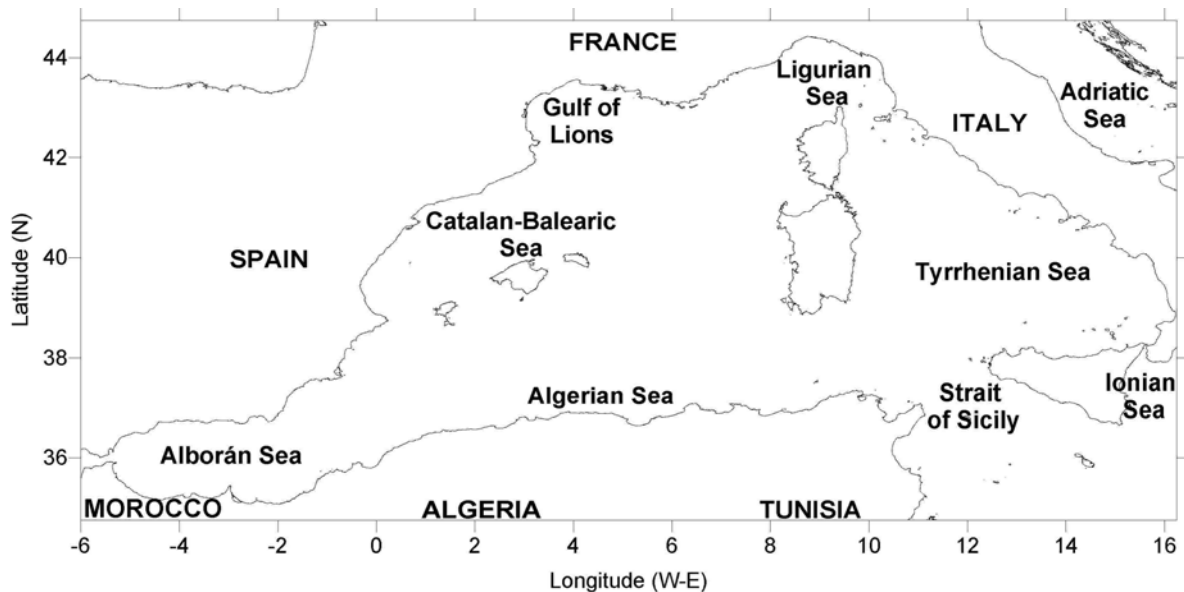 44
FRANCE
Ligurian
Sea
Gulf of
Lions
Adriatic
Sea
ITALY
42
Catalan-Balearic
Sea
SPAIN
40
Tyrrhenian Sea
Latitude (N)
38
Algerian Sea
Strait
of Sicily
Ionian
Sea
36
Alborán Sea
MOROCCO
ALGERIA
TUNISIA
-6 -4 -2 0 2 4 6 8 10 12 14 16
Longitude (W-E)